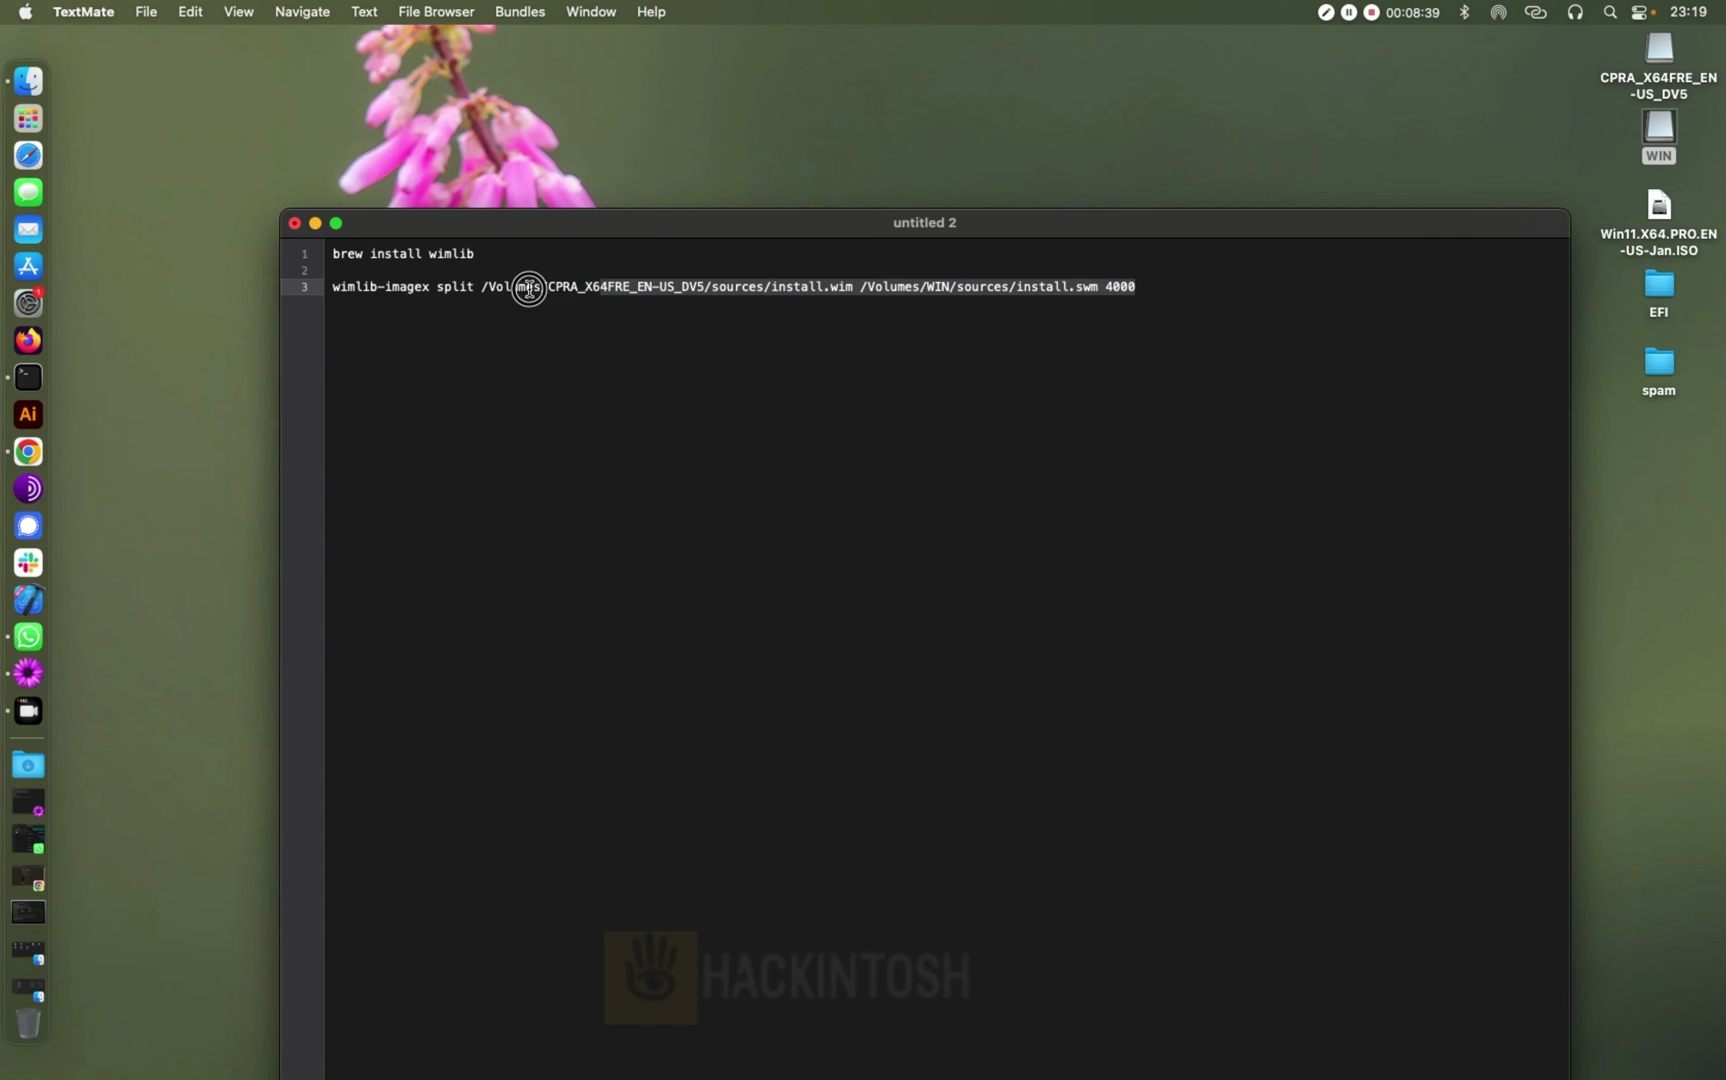 TextMate File Edit View Navigate Text File Browser Bundles Window Help
00:08:39
23:19
CPRA_X64FRE_EN
-US_DV5
WIN
Win11.X64.PRO.EN
-US-Jan.ISO
EFI
spam
untitled 2
1 brew install wimlib
2
3 wimlib-imagex split /Volumes/CPRA_X64FRE_EN-US_DV5/sources/install.wim /Volumes/WIN/sources/install.swm 4000
Ai
HACKINTOSH